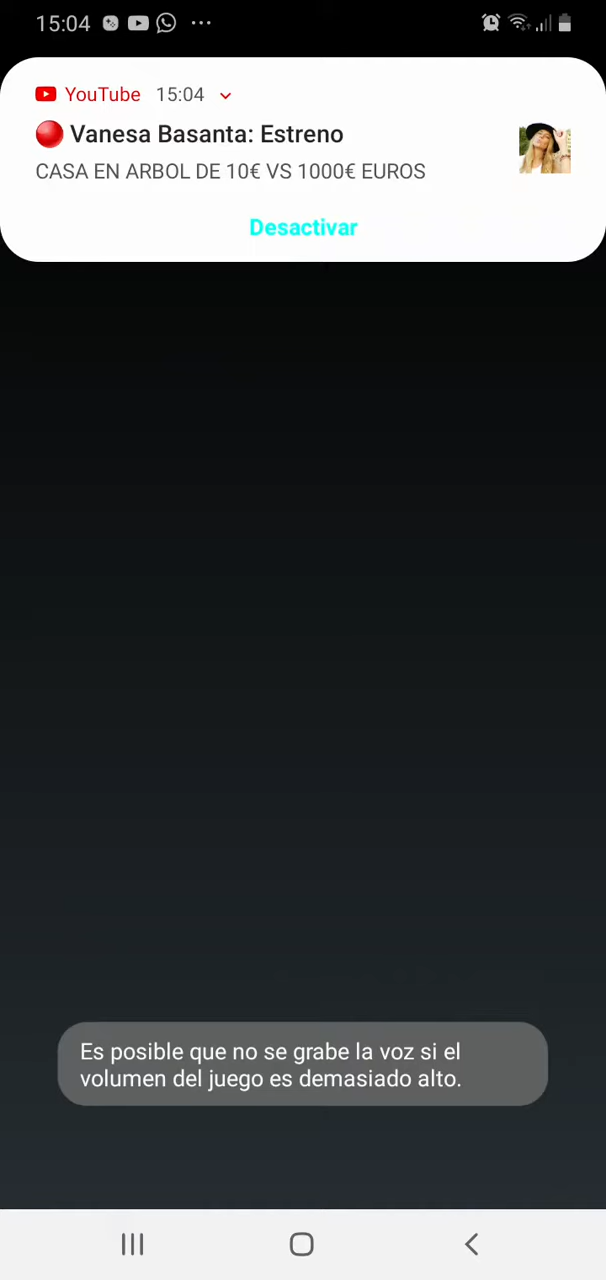 15:04
YouTube 15:04
Vanesa Basanta: Estreno
CASA EN ARBOL DE 10€ VS 1000€ EUROS
Desactivar
Es posible que no se grabe la voz si el
volumen del juego es demasiado alto.